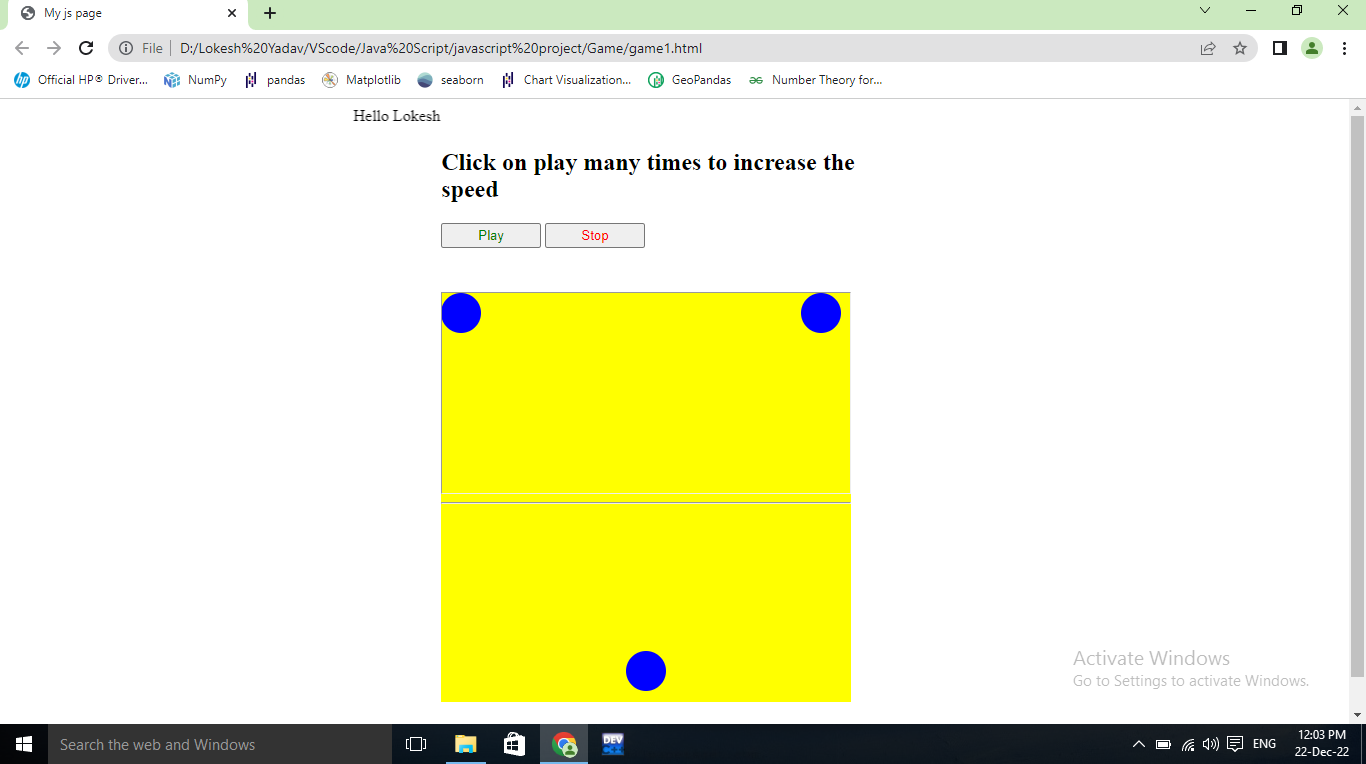 My js page
File D:/Lokesh%20Yadav/VScode/Java%20Script/javascript%20project/Game/game1.html
hp Official HP® Driver... NumPy pandas Matplotlib seaborn Chart Visualization... GeoPandas Number Theory for...
Hello Lokesh
Click on play many times to increase the
speed
Play Stop
Activate Windows
Go to Settings to activate Windows.
Search the web and Windows DEV ENG 12:03 PM
22-Dec-22